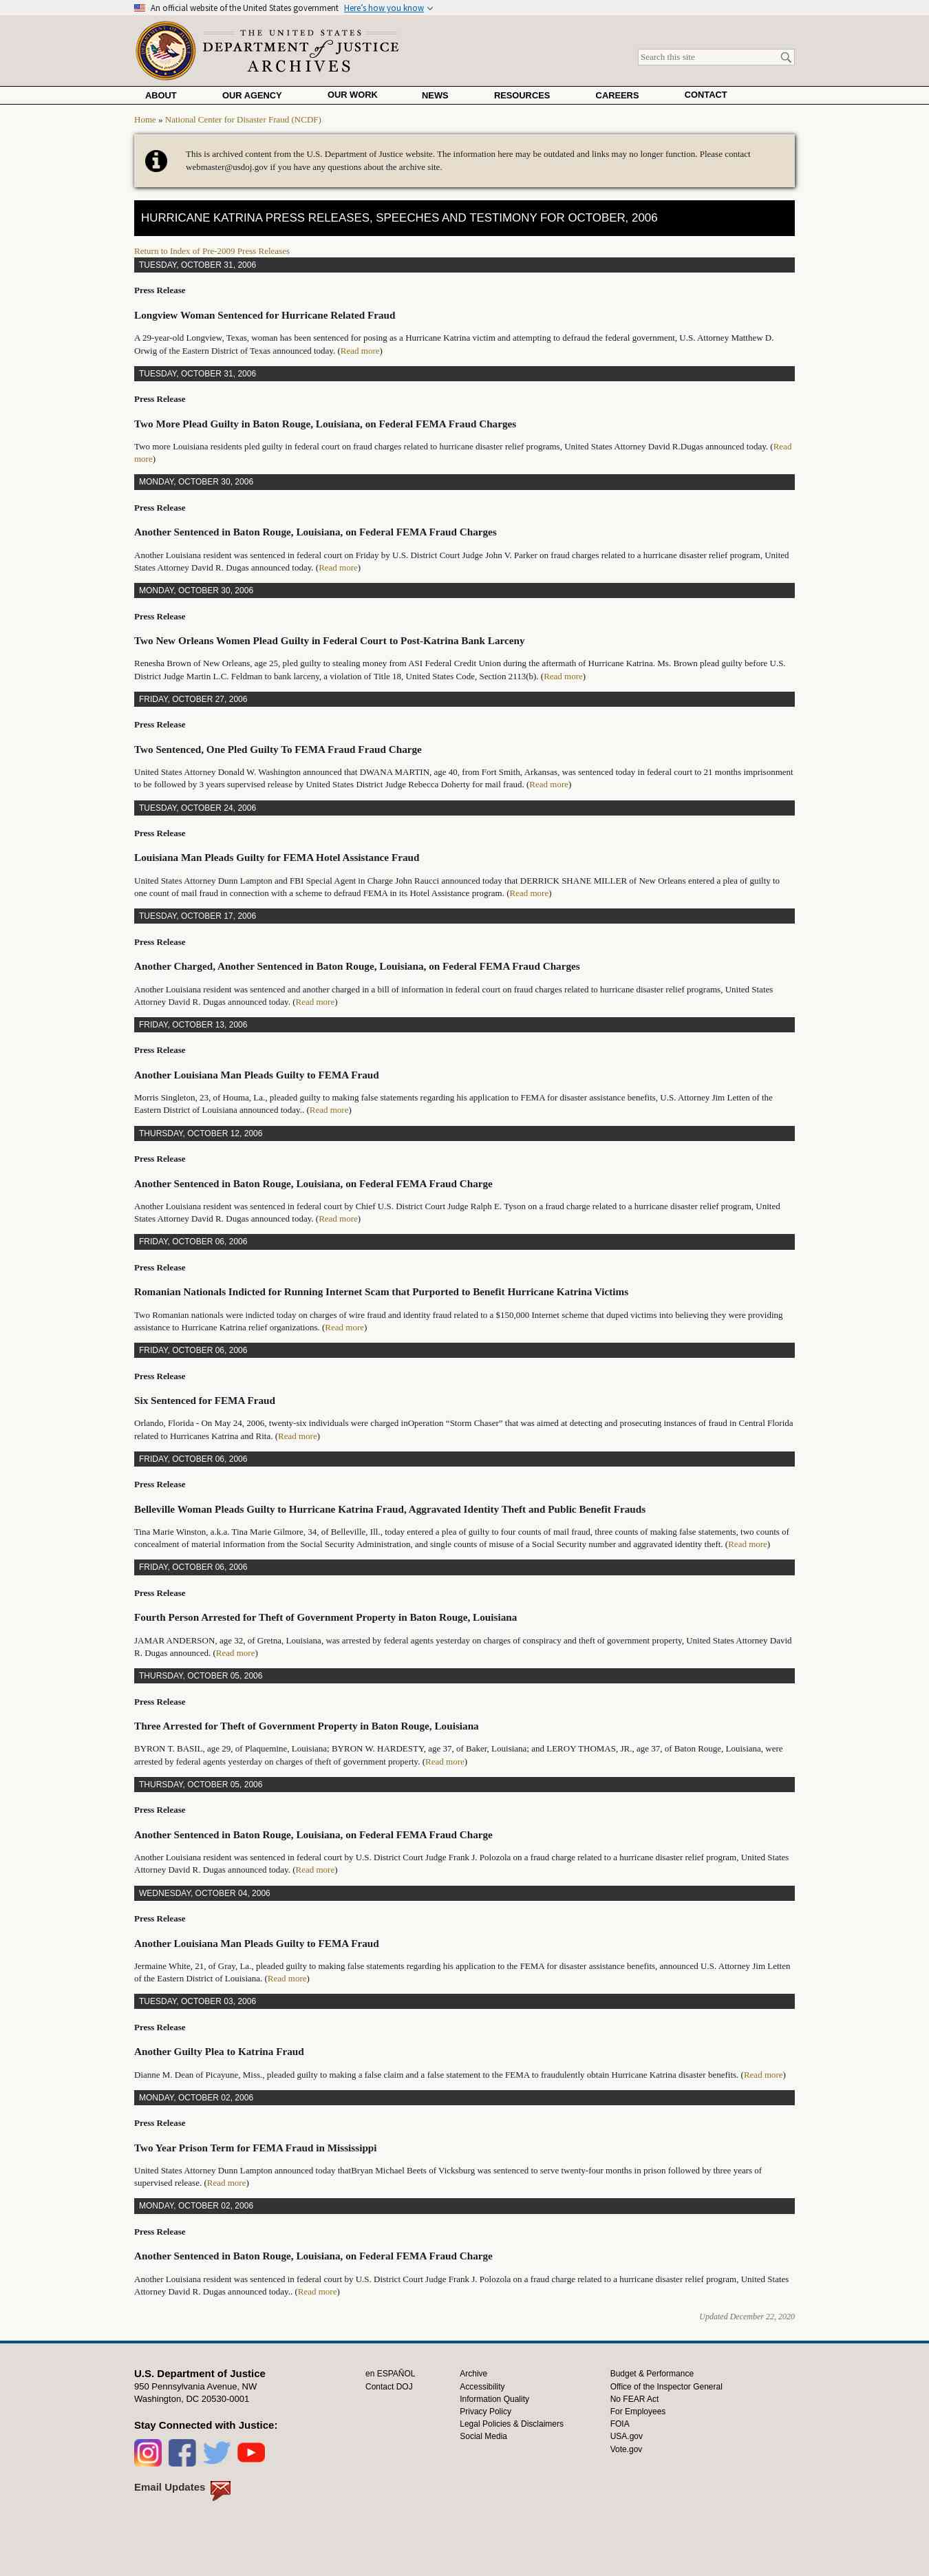 An official website of the United States government Here's how you know
THE UNITED STATES
DEPARTMENT of JUSTICE
ARCHIVES
Search this site
ABOUT OUR AGENCY OUR WORK NEWS RESOURCES CAREERS CONTACT
Home » National Center for Disaster Fraud (NCDF)
This is archived content from the U.S. Department of Justice website. The information here may be outdated and links may no longer function. Please contact
webmaster@usdoj.gov if you have any questions about the archive site.
HURRICANE KATRINA PRESS RELEASES, SPEECHES AND TESTIMONY FOR OCTOBER, 2006
Return to Index of Pre-2009 Press Releases
TUESDAY, OCTOBER 31, 2006
Press Release
Longview Woman Sentenced for Hurricane Related Fraud
A 29-year-old Longview, Texas, woman has been sentenced for posing as a Hurricane Katrina victim and attempting to defraud the federal government, U.S. Attorney Matthew D.
Orwig of the Eastern District of Texas announced today. (Read more)
TUESDAY, OCTOBER 31, 2006
Press Release
Two More Plead Guilty in Baton Rouge, Louisiana, on Federal FEMA Fraud Charges
Two more Louisiana residents pled guilty in federal court on fraud charges related to hurricane disaster relief programs, United States Attorney David R.Dugas announced today. (Read
more)
MONDAY, OCTOBER 30, 2006
Press Release
Another Sentenced in Baton Rouge, Louisiana, on Federal FEMA Fraud Charges
Another Louisiana resident was sentenced in federal court on Friday by U.S. District Court Judge John V. Parker on fraud charges related to a hurricane disaster relief program, United
States Attorney David R. Dugas announced today. (Read more)
MONDAY, OCTOBER 30, 2006
Press Release
Two New Orleans Women Plead Guilty in Federal Court to Post-Katrina Bank Larceny
Renesha Brown of New Orleans, age 25, pled guilty to stealing money from ASI Federal Credit Union during the aftermath of Hurricane Katrina. Ms. Brown plead guilty before U.S.
District Judge Martin L.C. Feldman to bank larceny, a violation of Title 18, United States Code, Section 2113(b). (Read more)
FRIDAY, OCTOBER 27, 2006
Press Release
Two Sentenced, One Pled Guilty To FEMA Fraud Fraud Charge
United States Attorney Donald W. Washington announced that DWANA MARTIN, age 40, from Fort Smith, Arkansas, was sentenced today in federal court to 21 months imprisonment
to be followed by 3 years supervised release by United States District Judge Rebecca Doherty for mail fraud. (Read more)
TUESDAY, OCTOBER 24, 2006
Press Release
Louisiana Man Pleads Guilty for FEMA Hotel Assistance Fraud
United States Attorney Dunn Lampton and FBI Special Agent in Charge John Raucci announced today that DERRICK SHANE MILLER of New Orleans entered a plea of guilty to
one count of mail fraud in connection with a scheme to defraud FEMA in its Hotel Assistance program. (Read more)
TUESDAY, OCTOBER 17, 2006
Press Release
Another Charged, Another Sentenced in Baton Rouge, Louisiana, on Federal FEMA Fraud Charges
Another Louisiana resident was sentenced and another charged in a bill of information in federal court on fraud charges related to hurricane disaster relief programs, United States
Attorney David R. Dugas announced today. (Read more)
FRIDAY, OCTOBER 13, 2006
Press Release
Another Louisiana Man Pleads Guilty to FEMA Fraud
Morris Singleton, 23, of Houma, La., pleaded guilty to making false statements regarding his application to FEMA for disaster assistance benefits, U.S. Attorney Jim Letten of the
Eastern District of Louisiana announced today.. (Read more)
THURSDAY, OCTOBER 12, 2006
Press Release
Another Sentenced in Baton Rouge, Louisiana, on Federal FEMA Fraud Charge
Another Louisiana resident was sentenced in federal court by Chief U.S. District Court Judge Ralph E. Tyson on a fraud charge related to a hurricane disaster relief program, United
States Attorney David R. Dugas announced today. (Read more)
FRIDAY, OCTOBER 06, 2006
Press Release
Romanian Nationals Indicted for Running Internet Scam that Purported to Benefit Hurricane Katrina Victims
Two Romanian nationals were indicted today on charges of wire fraud and identity fraud related to a $150,000 Internet scheme that duped victims into believing they were providing
assistance to Hurricane Katrina relief organizations. (Read more)
FRIDAY, OCTOBER 06, 2006
Press Release
Six Sentenced for FEMA Fraud
Orlando, Florida - On May 24, 2006, twenty-six individuals were charged inOperation “Storm Chaser” that was aimed at detecting and prosecuting instances of fraud in Central Florida
related to Hurricanes Katrina and Rita. (Read more)
FRIDAY, OCTOBER 06, 2006
Press Release
Belleville Woman Pleads Guilty to Hurricane Katrina Fraud, Aggravated Identity Theft and Public Benefit Frauds
Tina Marie Winston, a.k.a. Tina Marie Gilmore, 34, of Belleville, Ill., today entered a plea of guilty to four counts of mail fraud, three counts of making false statements, two counts of
concealment of material information from the Social Security Administration, and single counts of misuse of a Social Security number and aggravated identity theft. (Read more)
FRIDAY, OCTOBER 06, 2006
Press Release
Fourth Person Arrested for Theft of Government Property in Baton Rouge, Louisiana
JAMAR ANDERSON, age 32, of Gretna, Louisiana, was arrested by federal agents yesterday on charges of conspiracy and theft of government property, United States Attorney David
R. Dugas announced. (Read more)
THURSDAY, OCTOBER 05, 2006
Press Release
Three Arrested for Theft of Government Property in Baton Rouge, Louisiana
BYRON T. BASIL, age 29, of Plaquemine, Louisiana; BYRON W. HARDESTY, age 37, of Baker, Louisiana; and LEROY THOMAS, JR., age 37, of Baton Rouge, Louisiana, were
arrested by federal agents yesterday on charges of theft of government property. (Read more)
THURSDAY, OCTOBER 05, 2006
Press Release
Another Sentenced in Baton Rouge, Louisiana, on Federal FEMA Fraud Charge
Another Louisiana resident was sentenced in federal court by U.S. District Court Judge Frank J. Polozola on a fraud charge related to a hurricane disaster relief program, United States
Attorney David R. Dugas announced today. (Read more)
WEDNESDAY, OCTOBER 04, 2006
Press Release
Another Louisiana Man Pleads Guilty to FEMA Fraud
Jermaine White, 21, of Gray, La., pleaded guilty to making false statements regarding his application to the FEMA for disaster assistance benefits, announced U.S. Attorney Jim Letten
of the Eastern District of Louisiana. (Read more)
TUESDAY, OCTOBER 03, 2006
Press Release
Another Guilty Plea to Katrina Fraud
Dianne M. Dean of Picayune, Miss., pleaded guilty to making a false claim and a false statement to the FEMA to fraudulently obtain Hurricane Katrina disaster benefits. (Read more)
MONDAY, OCTOBER 02, 2006
Press Release
Two Year Prison Term for FEMA Fraud in Mississippi
United States Attorney Dunn Lampton announced today thatBryan Michael Beets of Vicksburg was sentenced to serve twenty-four months in prison followed by three years of
supervised release. (Read more)
MONDAY, OCTOBER 02, 2006
Press Release
Another Sentenced in Baton Rouge, Louisiana, on Federal FEMA Fraud Charge
Another Louisiana resident was sentenced in federal court by U.S. District Court Judge Frank J. Polozola on a fraud charge related to a hurricane disaster relief program, United States
Attorney David R. Dugas announced today.. (Read more)
Updated December 22, 2020
U.S. Department of Justice
950 Pennsylvania Avenue, NW
Washington, DC 20530-0001
Stay Connected with Justice:
Email Updates
en ESPAÑOL
Contact DOJ
Archive
Accessibility
Information Quality
Privacy Policy
Legal Policies & Disclaimers
Social Media
Budget & Performance
Office of the Inspector General
No FEAR Act
For Employees
FOIA
USA.gov
Vote.gov